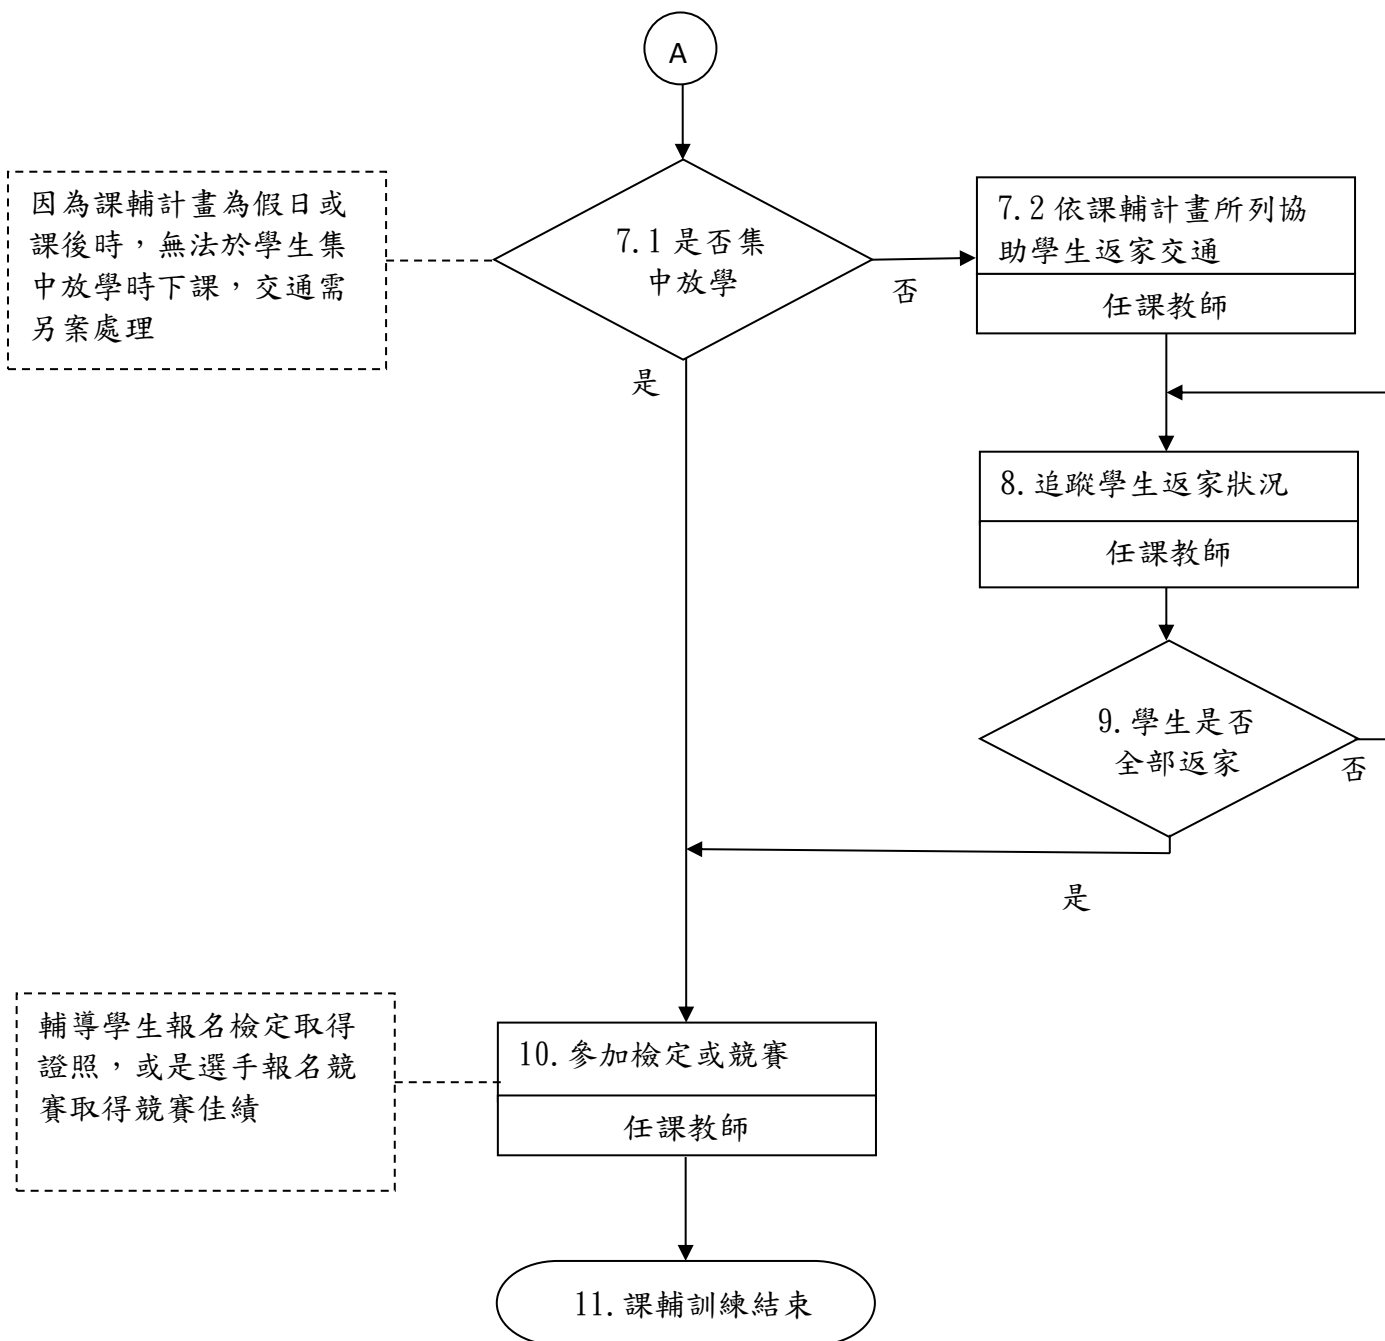 A
因為課輔計畫為假日或
課後時，無法於學生集
中放學時下課，交通需
另案處理
7.1 是否集
中放學
否
是
7.2 依課輔計畫所列協
助學生返家交通
任課教師
8. 追蹤學生返家狀況
任課教師
9. 學生是否
全部返家
否
是
輔導學生報名檢定取得
證照，或是選手報名競
賽取得競賽佳績
10. 參加檢定或競賽
任課教師
11. 課輔訓練結束